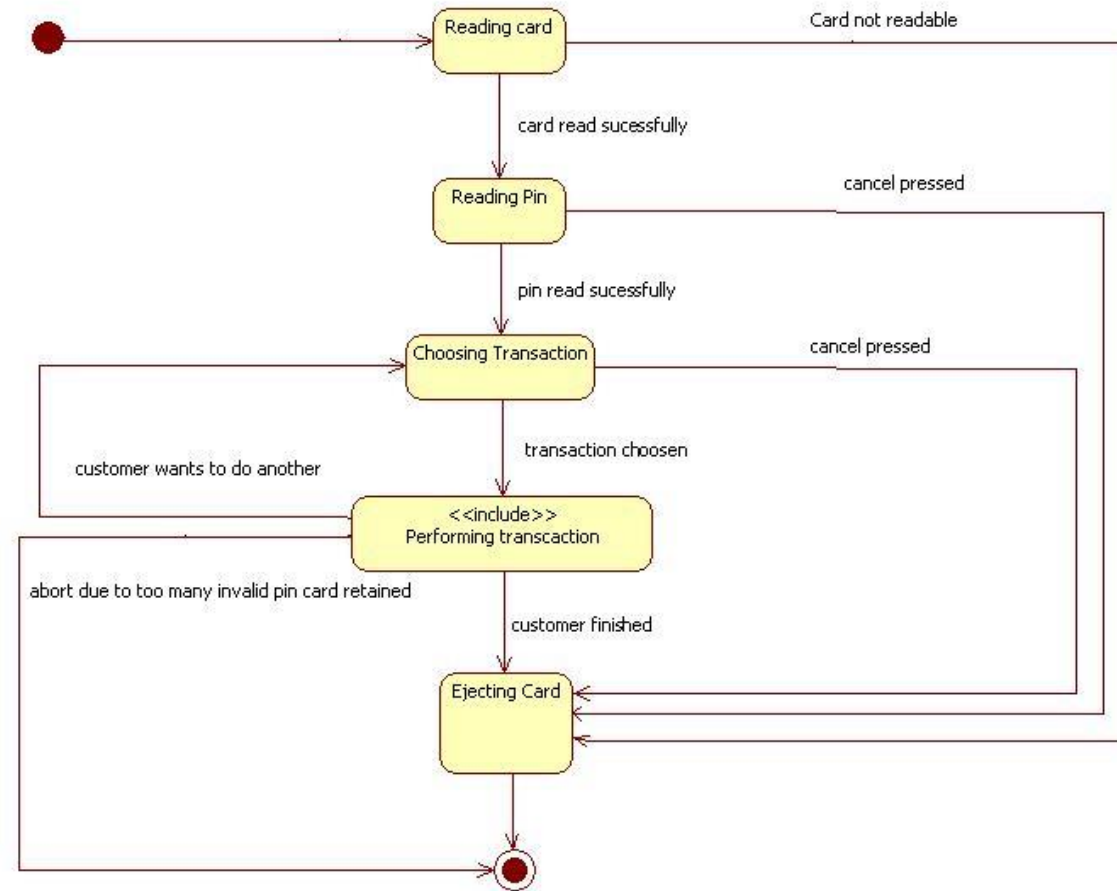 Reading card
Card not readable
card read sucessfully
Reading Pin
cancel pressed
pin read sucessfully
Choosing Transaction
cancel pressed
transaction choosen
customer wants to do another
<<include>>
Performing transcaction
abort due to too many invalid pin card retained
customer finished
Ejecting Card